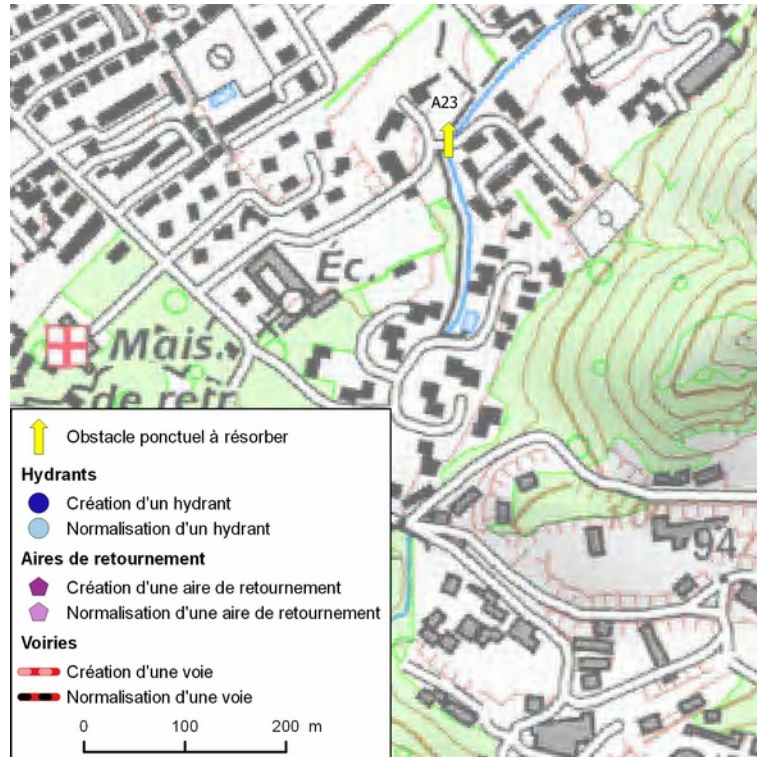 A23
Éc.
Mais.
de retr.
Obstacle ponctuel à résorber
Hydrants
Création d'un hydrant
Normalisation d'un hydrant
Aires de retournement
Création d'une aire de retournement
Normalisation d'une aire de retournement
Voiries
Création d'une voie
Normalisation d'une voie
0 100 200 m
94